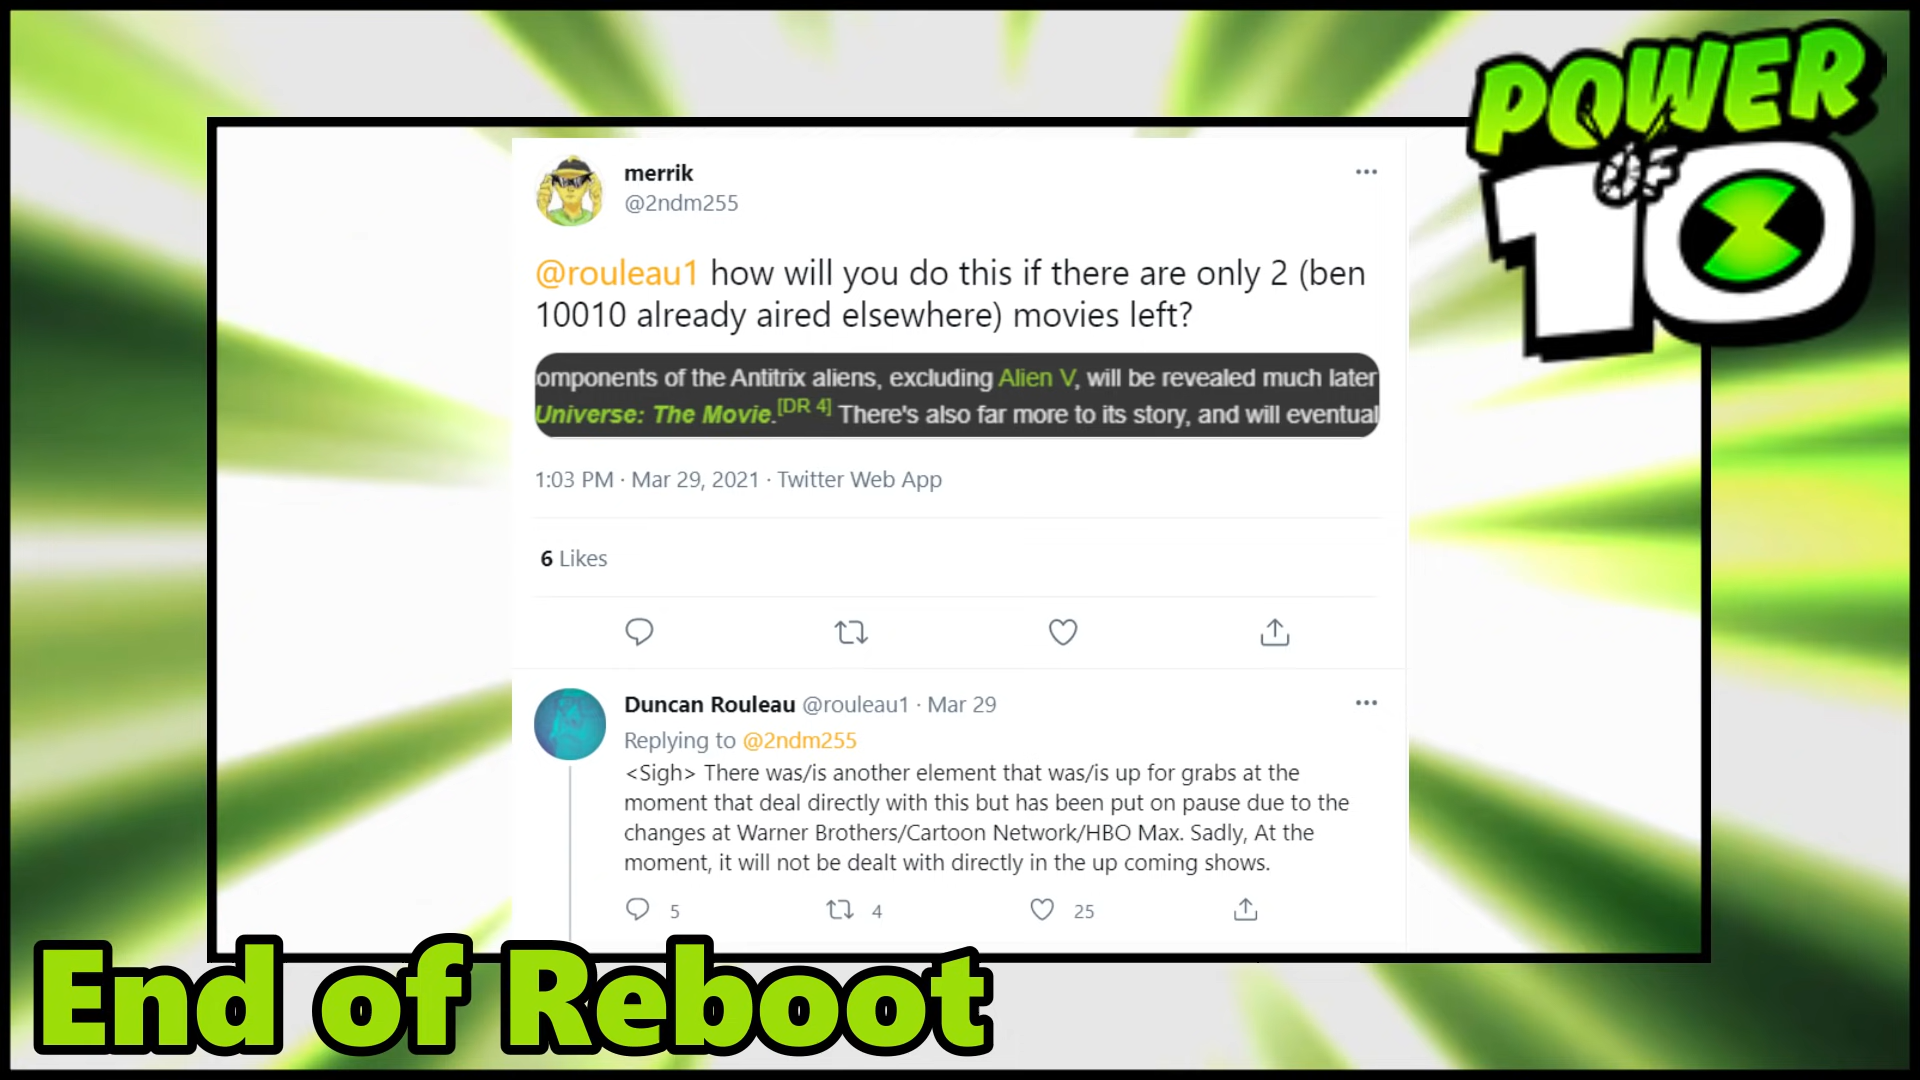 POWER
OF
10
merrik
@2ndm255
@rouleau1 how will you do this if there are only 2 (ben
10010 already aired elsewhere) movies left?
omponents of the Antitrix aliens, excluding Alien V, will be revealed much later
Universe: The Movie.[DR 4] There's also far more to its story, and will eventual
1:03 PM · Mar 29, 2021 · Twitter Web App
6 Likes
Duncan Rouleau @rouleau1 · Mar 29
Replying to @2ndm255
<Sigh> There was/is another element that was/is up for grabs at the
moment that deal directly with this but has been put on pause due to the
changes at Warner Brothers/Cartoon Network/HBO Max. Sadly, At the
moment, it will not be dealt with directly in the up coming shows.
5 4 25
End of Reboot